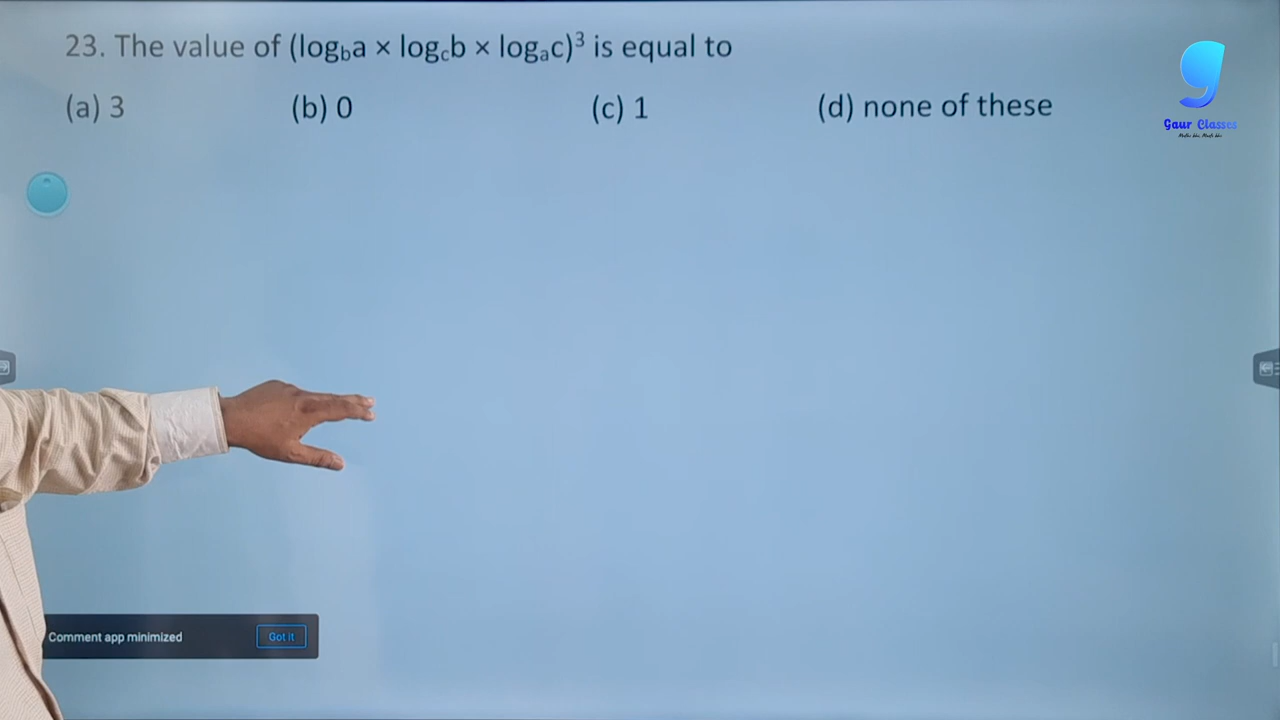 23. The value of (log_b a × log_c b × log_a c)³ is equal to
(a) 3 (b) 0 (c) 1 (d) none of these
Gaur Classes
Comment app minimized Got it